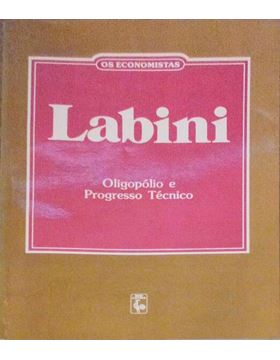 OS ECONOMISTAS
Labini
Oligopólio e
Progresso Técnico